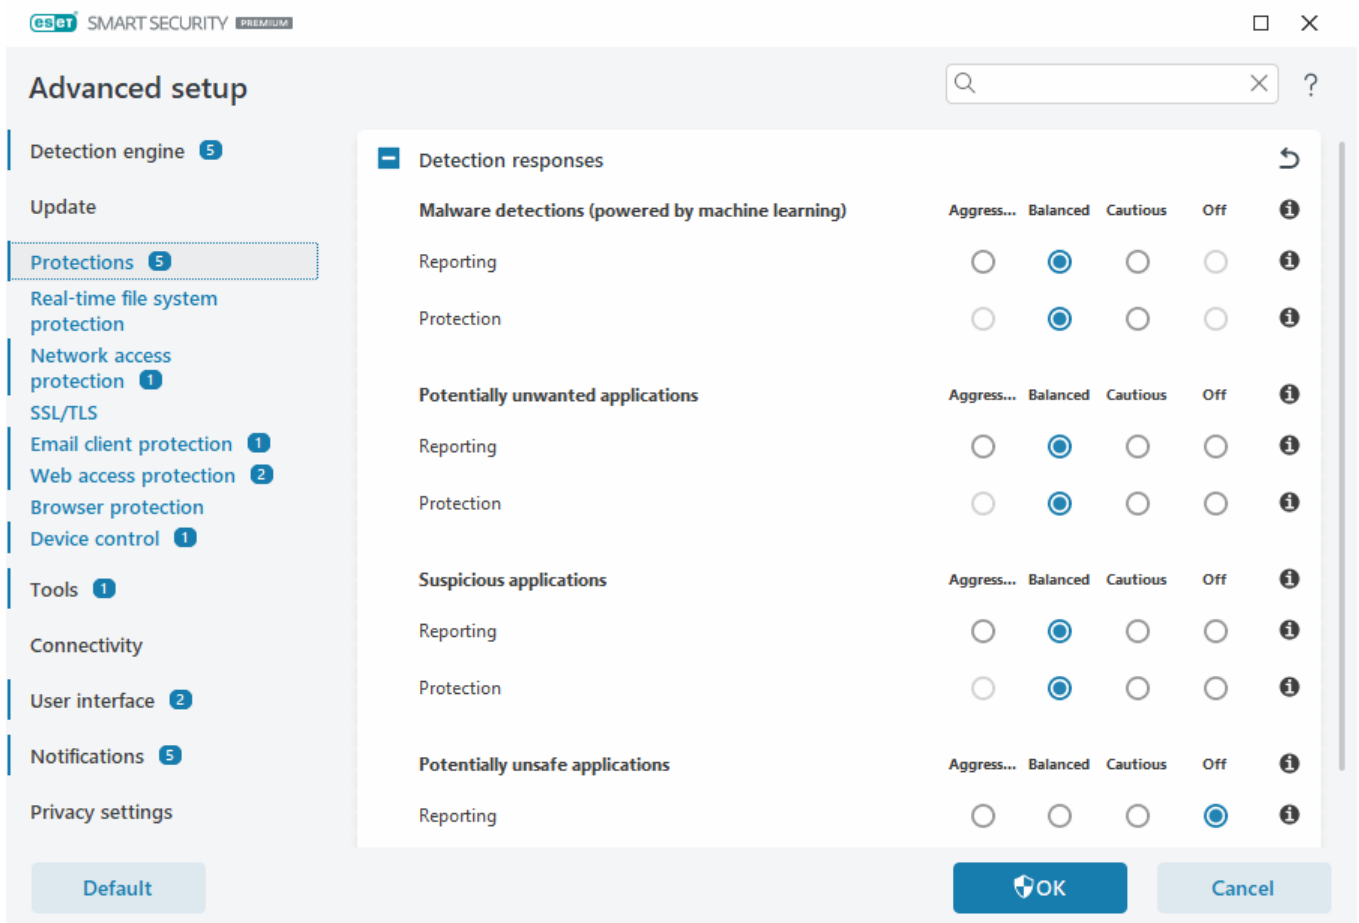 eset SMART SECURITY PREMIUM
Advanced setup
?
Detection engine 5
Update
Protections 5
Real-time file system
protection
Network access
protection 1
SSL/TLS
Email client protection 1
Web access protection 2
Browser protection
Device control 1
Tools 1
Connectivity
User interface 2
Notifications 5
Privacy settings
Detection responses
Malware detections (powered by machine learning) Aggress... Balanced Cautious Off
Reporting
Protection
Potentially unwanted applications Aggress... Balanced Cautious Off
Reporting
Protection
Suspicious applications Aggress... Balanced Cautious Off
Reporting
Protection
Potentially unsafe applications Aggress... Balanced Cautious Off
Reporting
Default
OK
Cancel